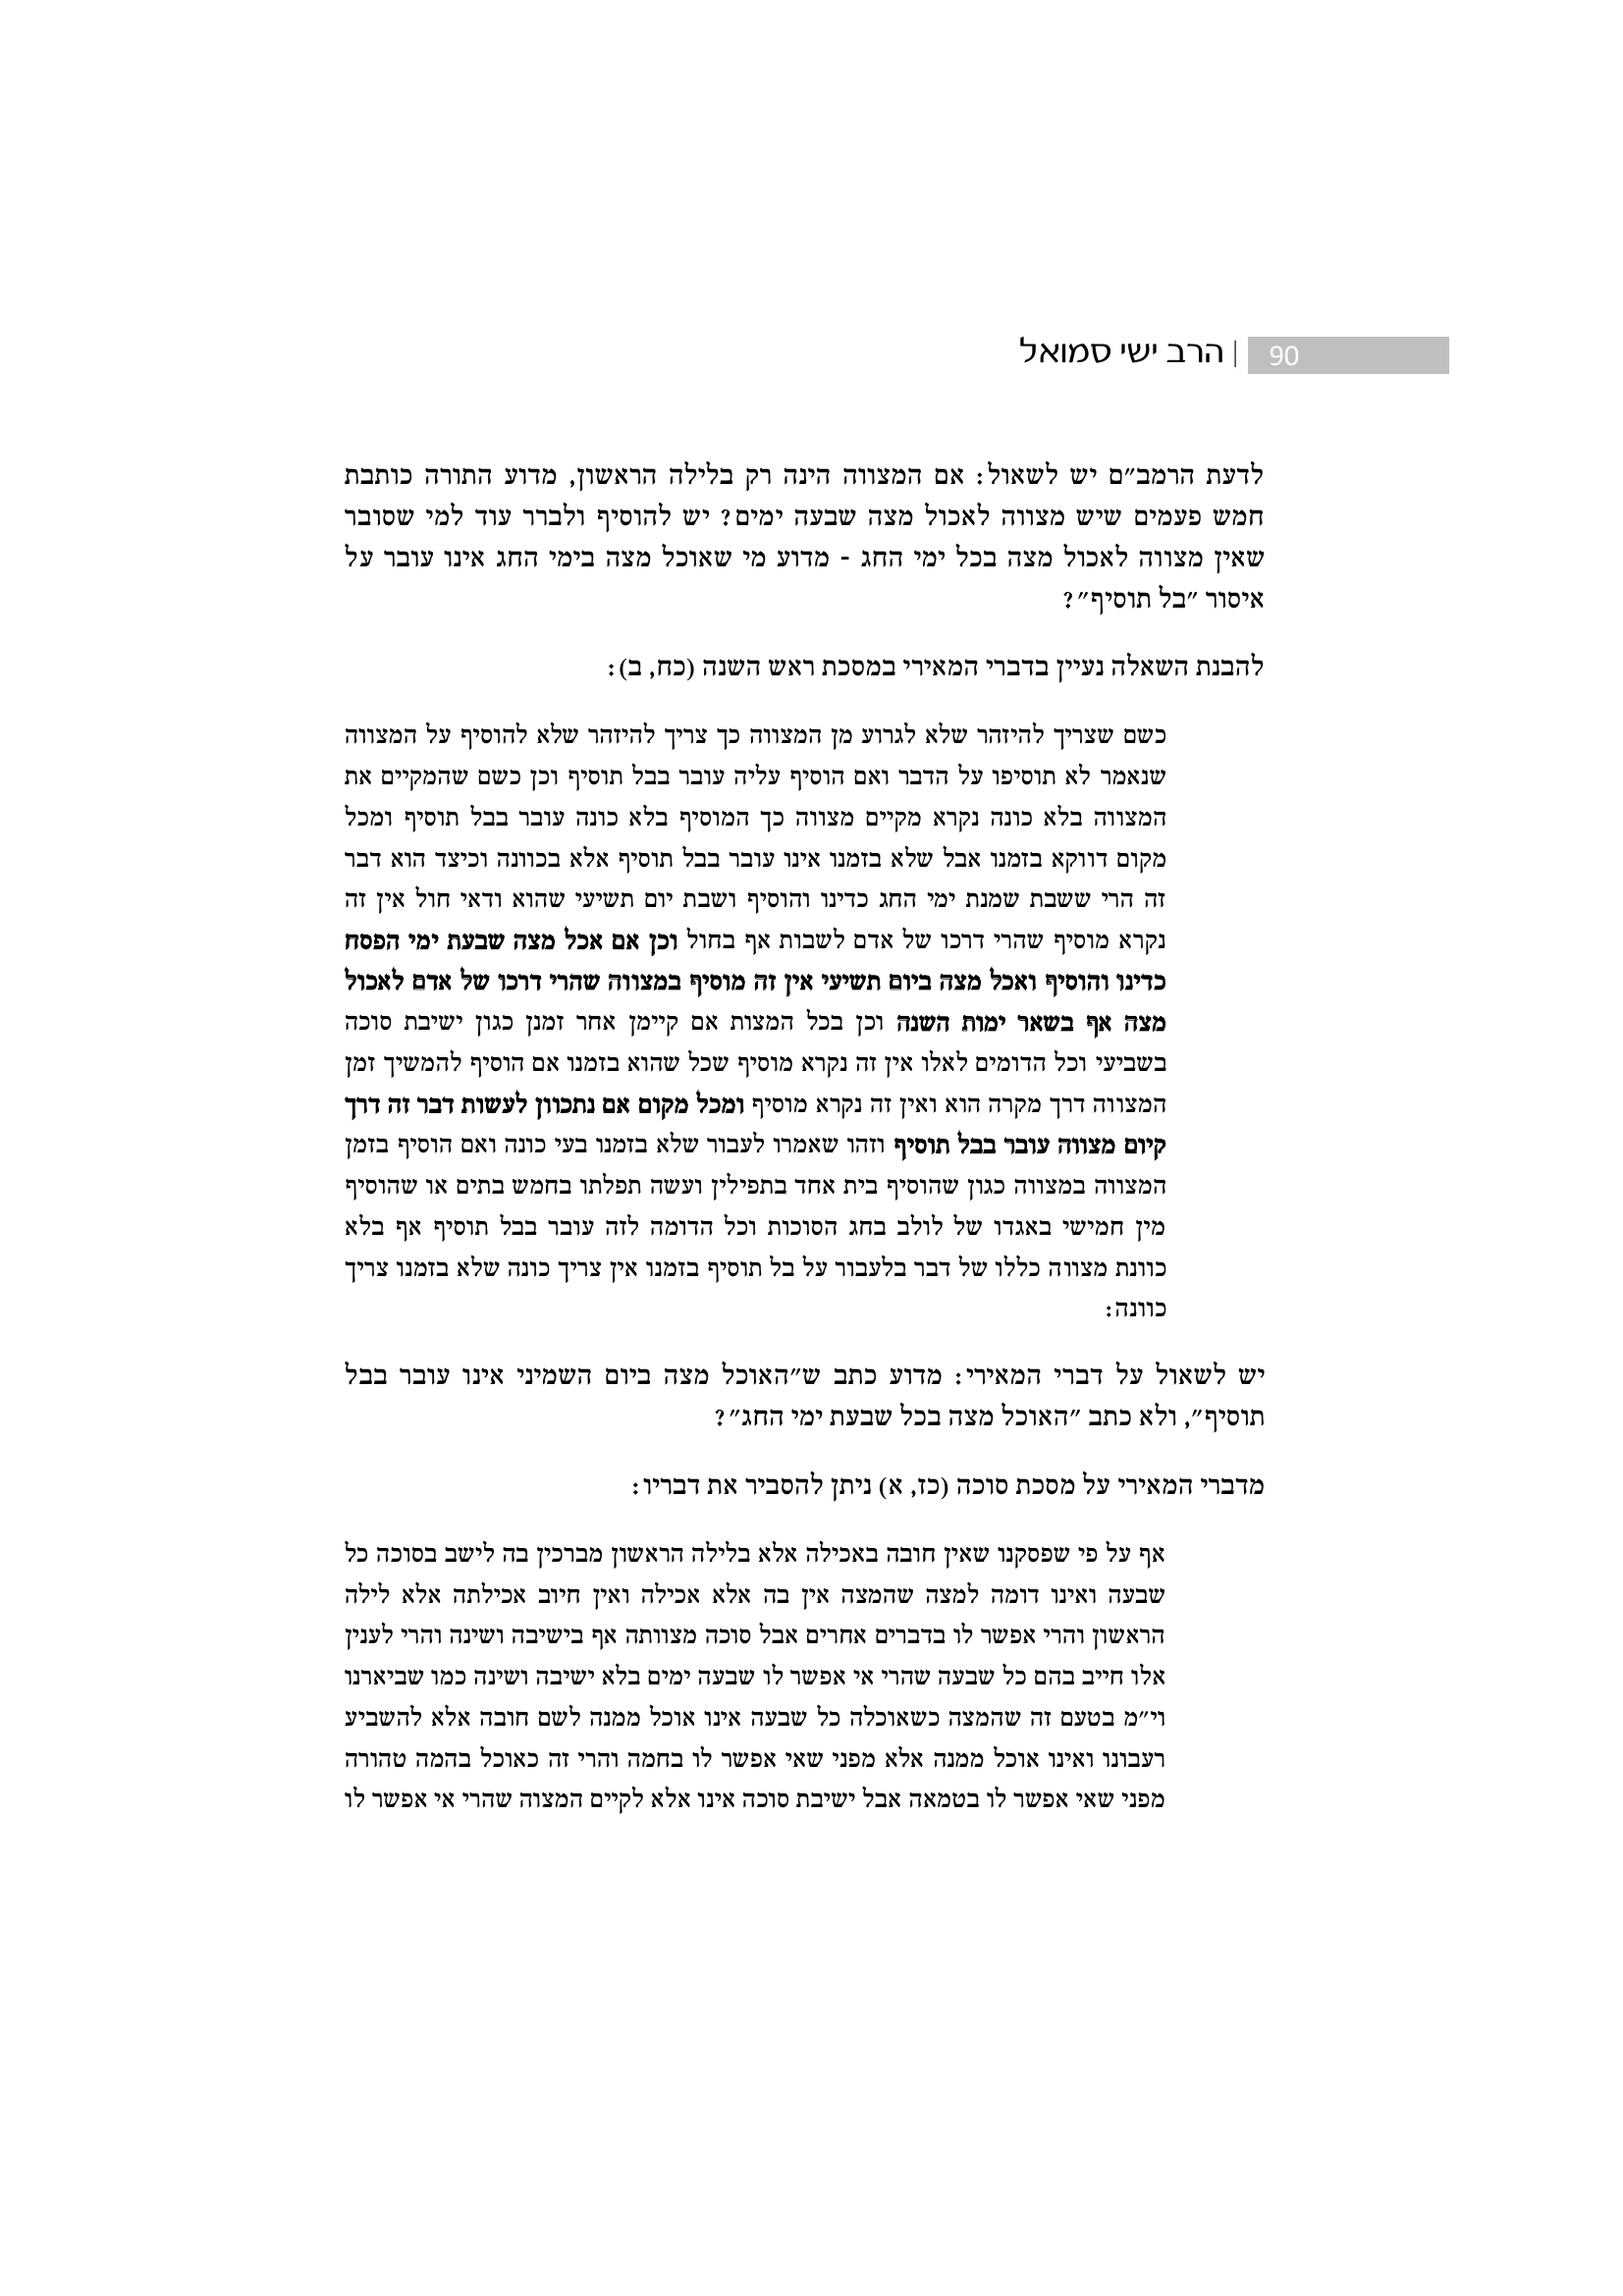 90 | הרב ישי סמואל
לדעת הרמב״ם יש לשאול: אם המצווה הינה רק בלילה הראשון, מדוע התורה כותבת
חמש פעמים שיש מצווה לאכול מצה שבעה ימים? יש להוסיף ולברר עוד למי שסובר
שאין מצווה לאכול מצה בכל ימי החג - מדוע מי שאוכל מצה בימי החג אינו עובר על
איסור ״בל תוסיף״?
להבנת השאלה נעיין בדברי המאירי במסכת ראש השנה (כח, ב):
כשם שצריך להיזהר שלא לגרוע מן המצווה כך צריך להיזהר שלא להוסיף על המצווה
שנאמר לא תוסיפו על הדבר ואם הוסיף עליה עובר בבל תוסיף וכן כשם שהמקיים את
המצווה בלא כונה נקרא מקיים מצווה כך המוסיף בלא כונה עובר בבל תוסיף ומכל
מקום דווקא בזמנו אבל שלא בזמנו אינו עובר בבל תוסיף אלא בכוונה וכיצד הוא דבר
זה הרי ששבת שמנת ימי החג כדינו והוסיף ושבת יום תשיעי שהוא ודאי חול אין זה
נקרא מוסיף שהרי דרכו של אדם לשבות אף בחול וכן אם אכל מצה שבעת ימי הפסח
כדינו והוסיף ואכל מצה ביום תשיעי אין זה מוסיף במצווה שהרי דרכו של אדם לאכול
מצה אף בשאר ימות השנה וכן בכל המצות אם קיימן אחר זמנן כגון ישיבת סוכה
בשביעי וכל הדומים לאלו אין זה נקרא מוסיף שכל שהוא בזמנו אם הוסיף להמשיך זמן
המצווה דרך מקרה הוא ואין זה נקרא מוסיף ומכל מקום אם נתכוון לעשות דבר זה דרך
קיום מצווה עובר בבל תוסיף וזהו שאמרו לעבור שלא בזמנו בעי כונה ואם הוסיף בזמן
המצווה במצווה כגון שהוסיף בית אחד בתפילין ועשה תפלתו בחמש בתים או שהוסיף
מין חמישי באגדו של לולב בחג הסוכות וכל הדומה לזה עובר בבל תוסיף אף בלא
כוונת מצווה כללו של דבר בלעבור על בל תוסיף בזמנו אין צריך כונה שלא בזמנו צריך
כוונה:
יש לשאול על דברי המאירי: מדוע כתב ש״האוכל מצה ביום השמיני אינו עובר בבל
תוסיף״, ולא כתב ״האוכל מצה בכל שבעת ימי החג״?
מדברי המאירי על מסכת סוכה (כז, א) ניתן להסביר את דבריו:
אף על פי שפסקנו שאין חובה באכילה אלא בלילה הראשון מברכין בה לישב בסוכה כל
שבעה ואינו דומה למצה שהמצה אין בה אלא אכילה ואין חיוב אכילתה אלא לילה
הראשון והרי אפשר לו בדברים אחרים אבל סוכה מצוותה אף בישיבה ושינה והרי לענין
אלו חייב בהם כל שבעה שהרי אי אפשר לו שבעה ימים בלא ישיבה ושינה כמו שביארנו
וי״מ בטעם זה שהמצה כשאוכלה כל שבעה אינו אוכל ממנה לשם חובה אלא להשביע
רעבונו ואינו אוכל ממנה אלא מפני שאי אפשר לו בחמה והרי זה כאוכל בהמה טהורה
מפני שאי אפשר לו בטמאה אבל ישיבת סוכה אינו אלא לקיים המצוה שהרי אי אפשר לו